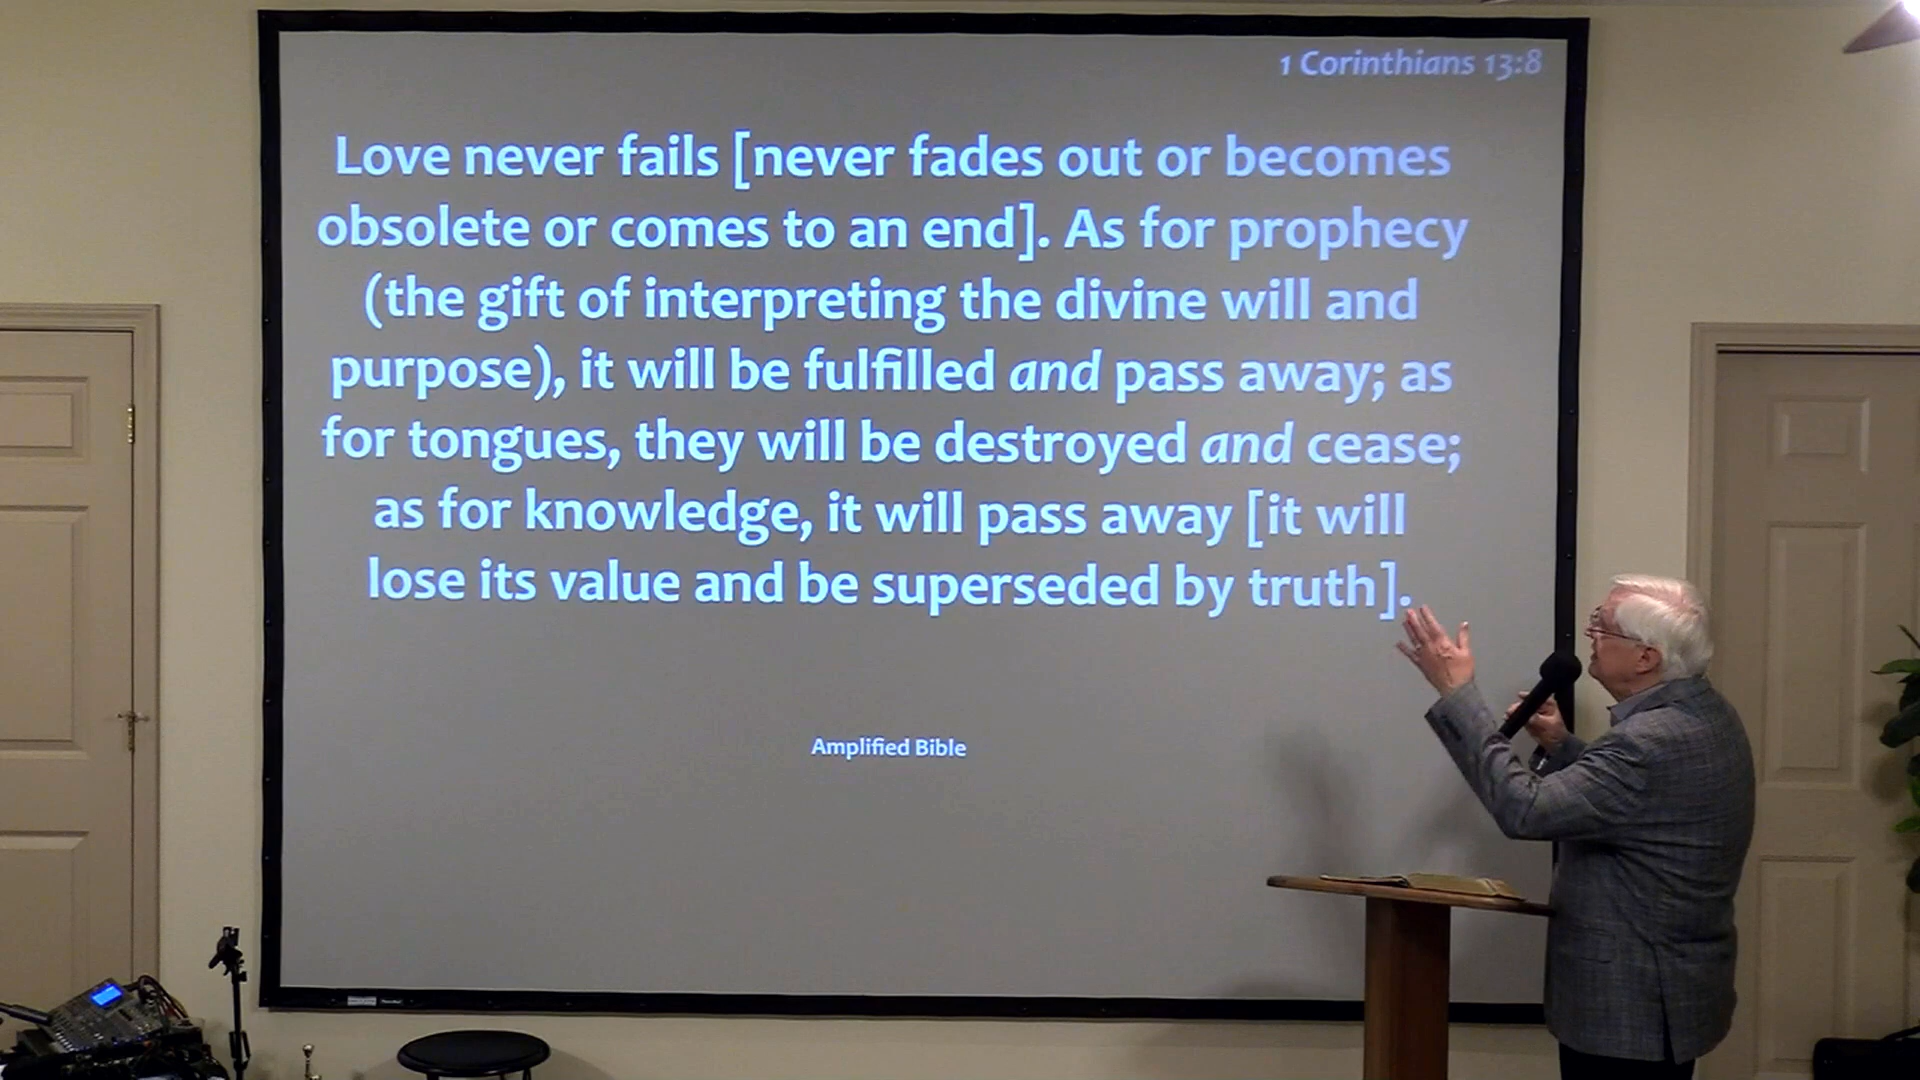 1 Corinthians 13:8
Love never fails [never fades out or becomes
obsolete or comes to an end]. As for prophecy
(the gift of interpreting the divine will and
purpose), it will be fulfilled and pass away; as
for tongues, they will be destroyed and cease;
as for knowledge, it will pass away [it will
lose its value and be superseded by truth].
Amplified Bible